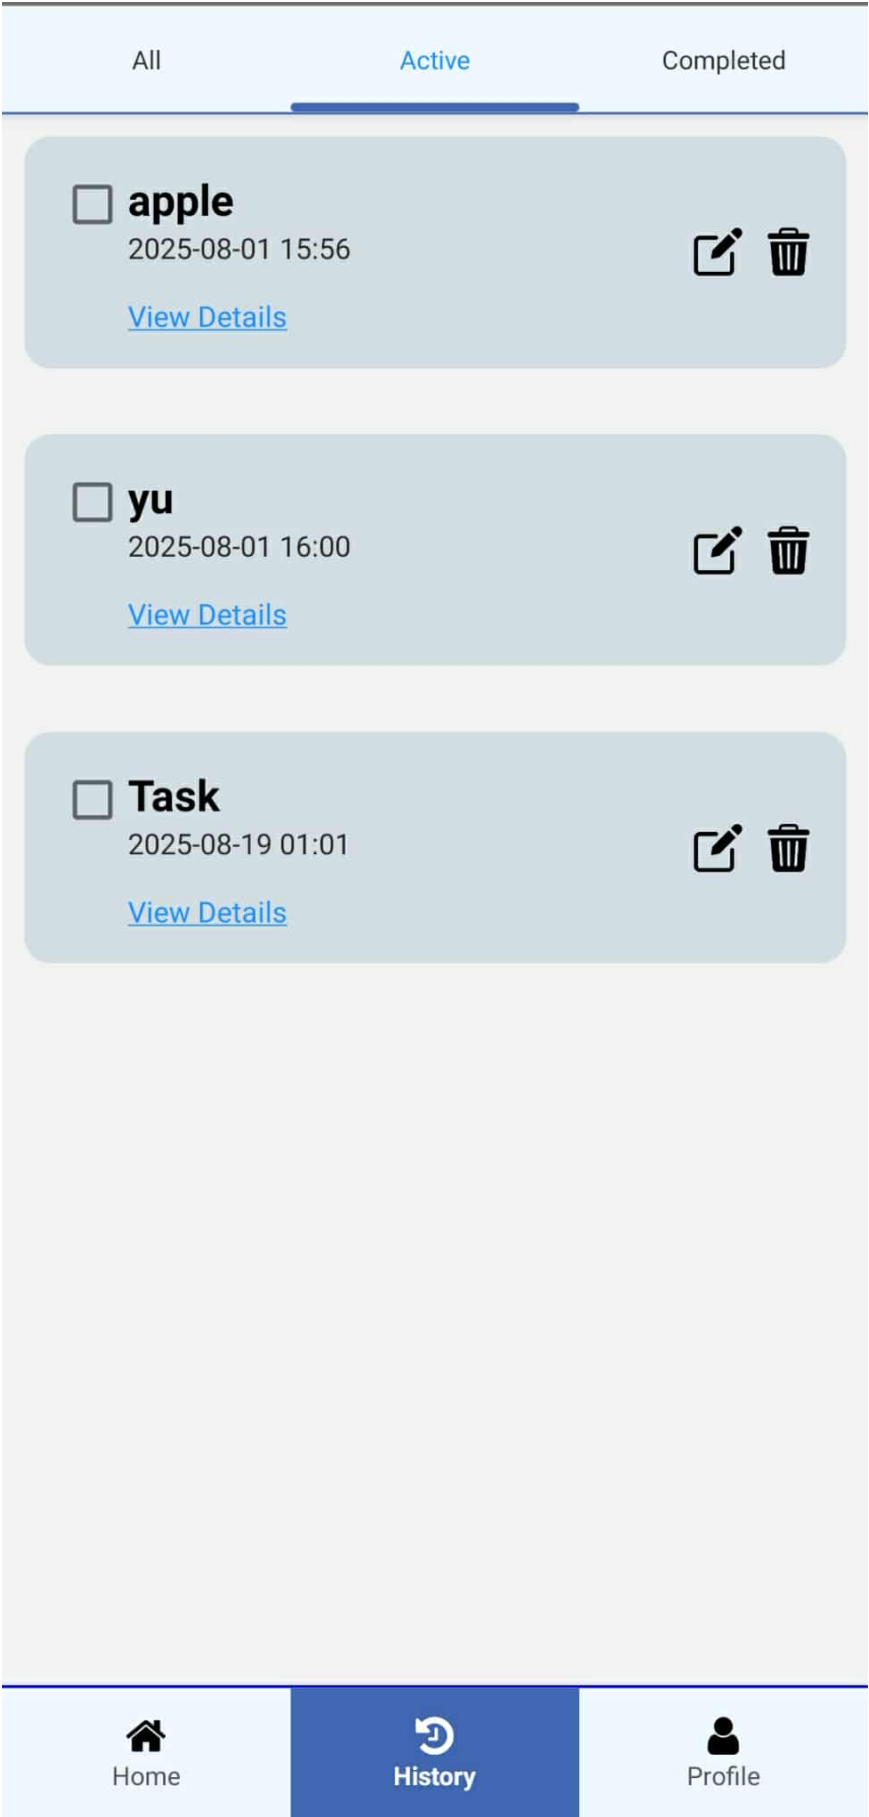 All
Active
Completed
apple
2025-08-01 15:56
View Details
yu
2025-08-01 16:00
View Details
Task
2025-08-19 01:01
View Details
Home
History
Profile